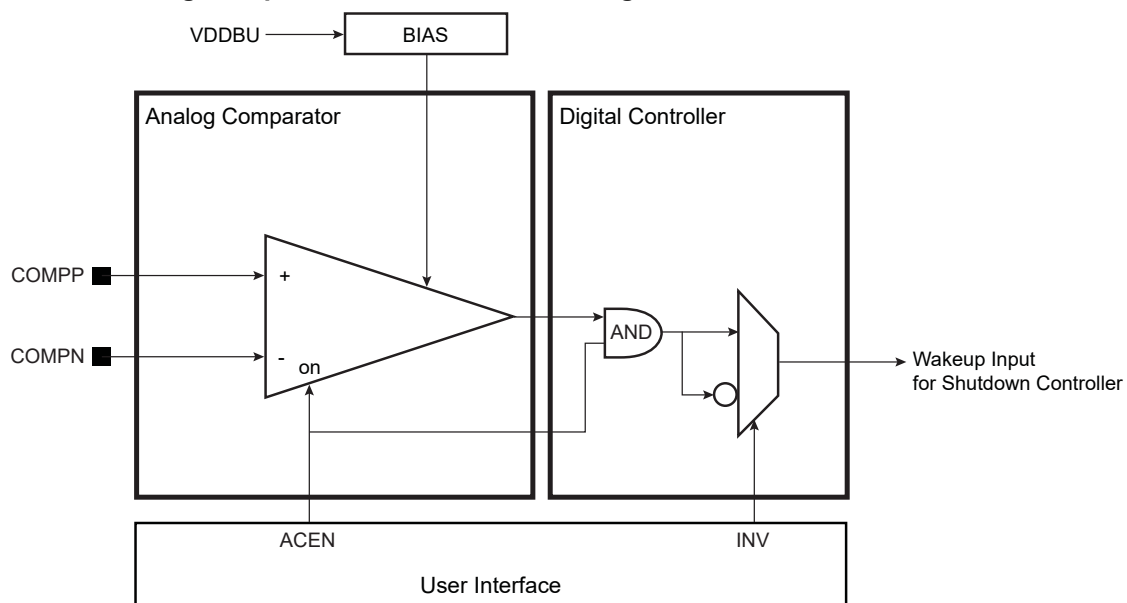 VDDBU
BIAS
Analog Comparator
Digital Controller
COMPP
+
AND
COMPN
-
on
Wakeup Input
for Shutdown Controller
ACEN
INV
User Interface